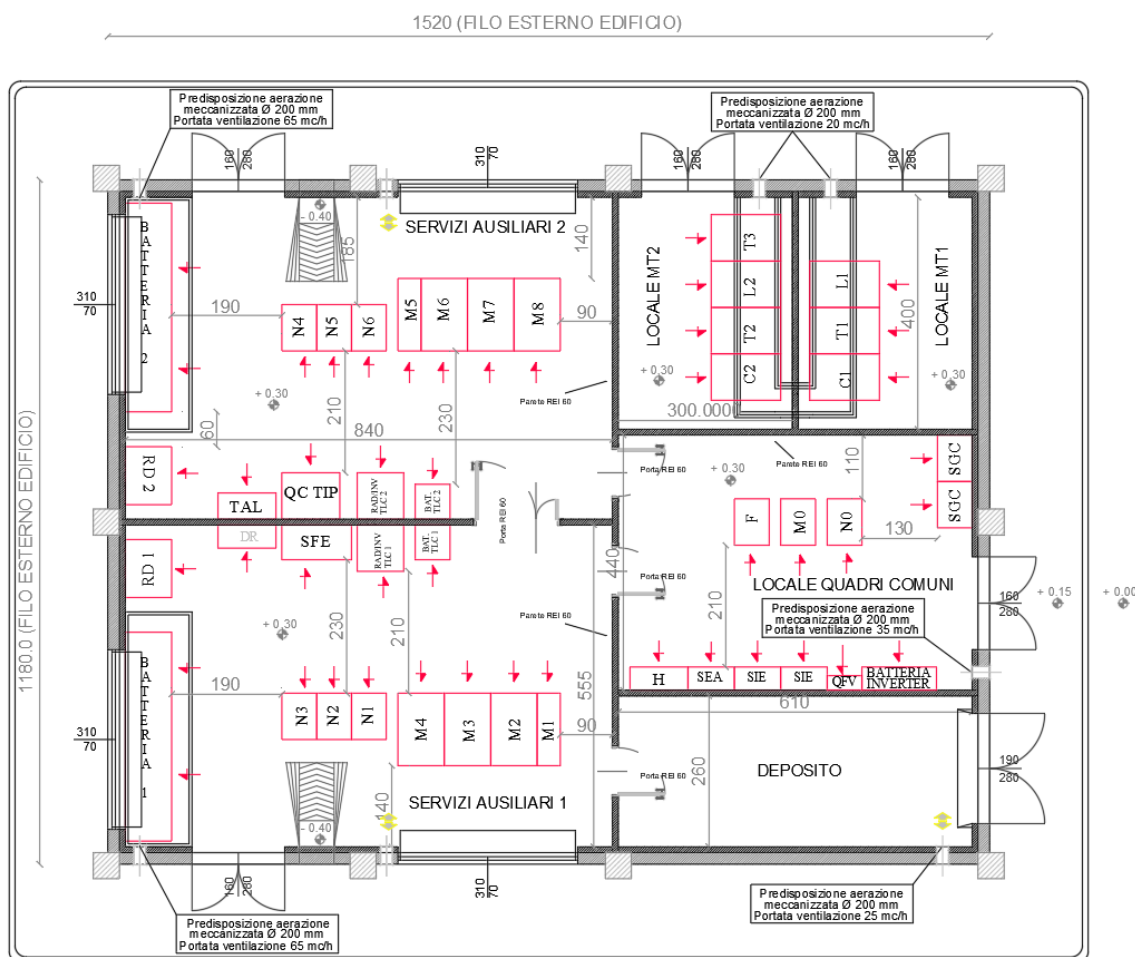 1520 (FILO ESTERNO EDIFICIO)
Predisposizione aerazione
meccanizzata Ø 200 mm
Portata ventilazione 65 mc/h
Predisposizione aerazione
meccanizzata Ø 200 mm
Portata ventilazione 20 mc/h
160
280
310
70
160
280
160
280
- 0.40
185
SERVIZI AUSILIARI 2
140
BATTERIA 2
310
70
190
N4
N5
N6
M5
M6
M7
M8
90
LOCALE MT2
T3
L2
T2
C2
L1
T1
C1
400
LOCALE MT1
+ 0.30
+ 0.30
+ 0.30
Parete REI 60
300.0000
210
230
60
840
RD 2
TAL
QC TIP
RAD/INV
TLC 2
BAT.
TLC 2
Porta REI 60
Porta REI 60
Parete REI 60
+ 0.30
110
SGC
SGC
F
M0
N0
130
1180.0 (FILO ESTERNO EDIFICIO)
RD 1
DR
SFE
RAD/INV
TLC 1
BAT.
TLC 1
440
Porta REI 60
LOCALE QUADRI COMUNI
160
280
+ 0.15
+ 0.00
Predisposizione aerazione
meccanizzata Ø 200 mm
Portata ventilazione 35 mc/h
+ 0.30
230
210
Parete REI 60
210
H
SEA
SIE
SIE
QFV
BATTERIA
INVERTER
BATTERIA 1
310
70
190
N3
N2
N1
M4
M3
M2
M1
555
90
610
260
Porta REI 60
DEPOSITO
190
280
140
SERVIZI AUSILIARI 1
- 0.40
160
280
310
70
Predisposizione aerazione
meccanizzata Ø 200 mm
Portata ventilazione 65 mc/h
Predisposizione aerazione
meccanizzata Ø 200 mm
Portata ventilazione 25 mc/h